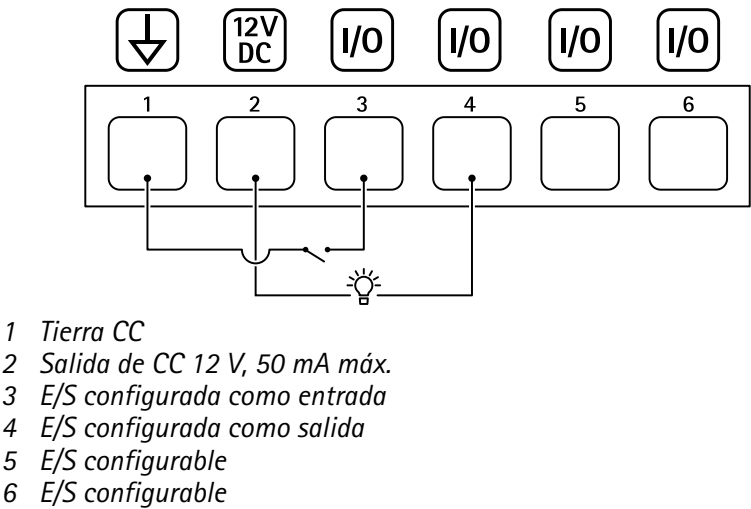 12V DC I/O I/O I/O I/O
1 2 3 4 5 6
1 Tierra CC
2 Salida de CC 12 V, 50 mA máx.
3 E/S configurada como entrada
4 E/S configurada como salida
5 E/S configurable
6 E/S configurable